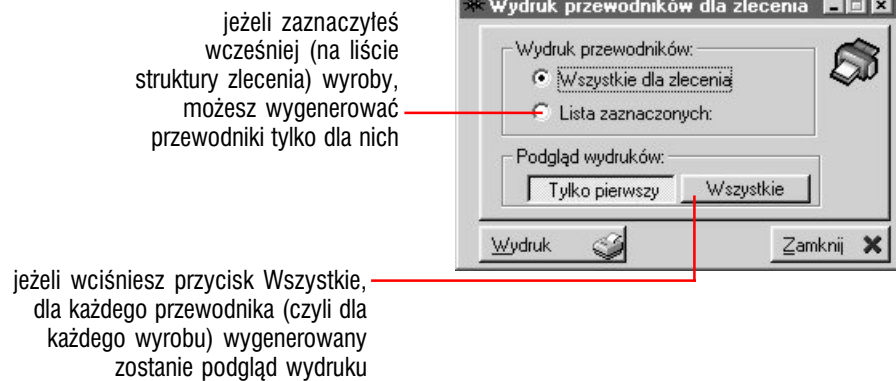 Wydruk przewodników dla zlecenia
jeżeli zaznaczyłeś
wcześniej (na liście
struktury zlecenia) wyroby,
możesz wygenerować
przewodniki tylko dla nich
Wydruk przewodników:
Wszystkie dla zlecenia
Lista zaznaczonych:
Podgląd wydruków:
Tylko pierwszy
Wszystkie
Wydruk
Zamknij
jeżeli wciśniesz przycisk Wszystkie,
dla każdego przewodnika (czyli dla
każdego wyrobu) wygenerowany
zostanie podgląd wydruku